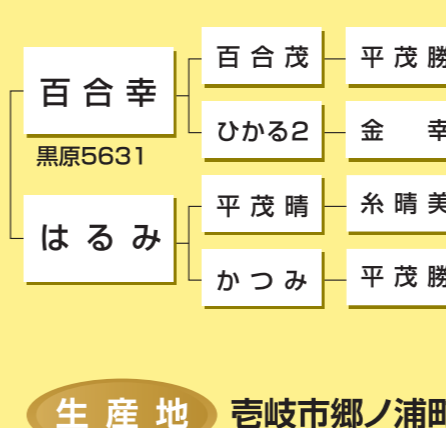 百合幸
黒原5631
はるみ
百合茂
ひかる2
平茂晴
かつみ
平茂勝
金 幸
糸晴美
平茂勝
生産地
壱岐市郷ノ浦町